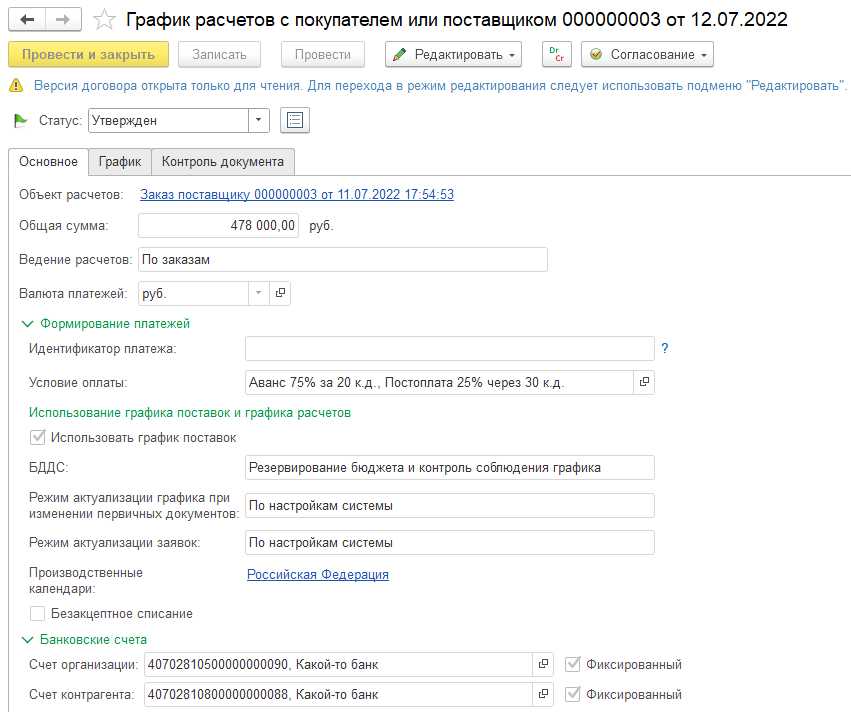 График расчетов с покупателем или поставщиком 000000003 от 12.07.2022
Провести и закрыть Записать Провести Редактировать Dr Cr Согласование
Версия договора открыта только для чтения. Для перехода в режим редактирования следует использовать подменю "Редактировать".
Статус: Утвержден
Основное График Контроль документа
Объект расчетов: Заказ поставщику 000000003 от 11.07.2022 17:54:53
Общая сумма: 478 000,00 руб.
Ведение расчетов: По заказам
Валюта платежей: руб.
Формирование платежей
Идентификатор платежа: ?
Условие оплаты: Аванс 75% за 20 к.д., Постоплата 25% через 30 к.д.
Использование графика поставок и графика расчетов
Использовать график поставок
БДДС: Резервирование бюджета и контроль соблюдения графика
Режим актуализации графика при
изменении первичных документов: По настройкам системы
Режим актуализации заявок: По настройкам системы
Производственные
календари: Российская Федерация
Безакцептное списание
Банковские счета
Счет организации: 40702810500000000090, Какой-то банк Фиксированный
Счет контрагента: 40702810800000000088, Какой-то банк Фиксированный